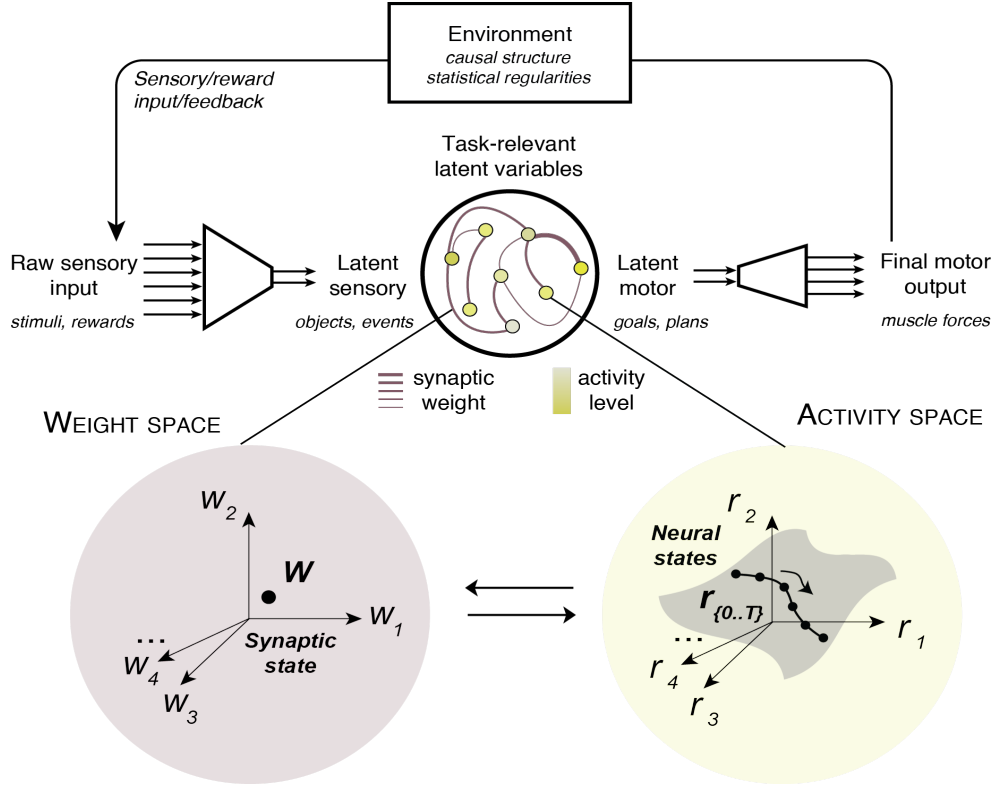 Environment
causal structure
statistical regularities
Sensory/reward
input/feedback
Task-relevant
latent variables
Raw sensory
input
stimuli, rewards
Latent
sensory
objects, events
Latent
motor
goals, plans
Final motor
output
muscle forces
synaptic
weight
activity
level
WEIGHT SPACE
ACTIVITY SPACE
w2
W
w1
Synaptic
state
...
w4
w3
r2
Neural
states
r{0..T}
r1
...
r4
r3